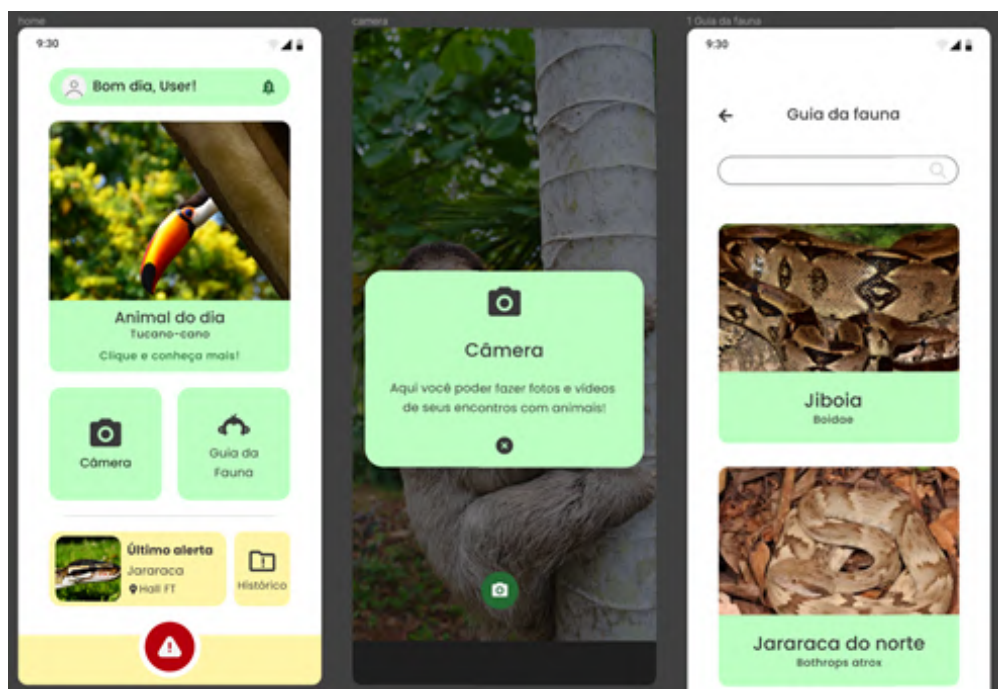 home
9:30
Bom dia, User!
Animal do dia
Tucano-cano
Clique e conheça mais!
Câmera
Guia da
Fauna
Último alerta
Jararaca
Hall FT
Histórico
camera
Câmera
Aqui você poder fazer fotos e vídeos
de seus encontros com animais!
1 Guia da fauna
9:30
Guia da fauna
Jiboia
Boidae
Jararaca do norte
Bothrops atrox